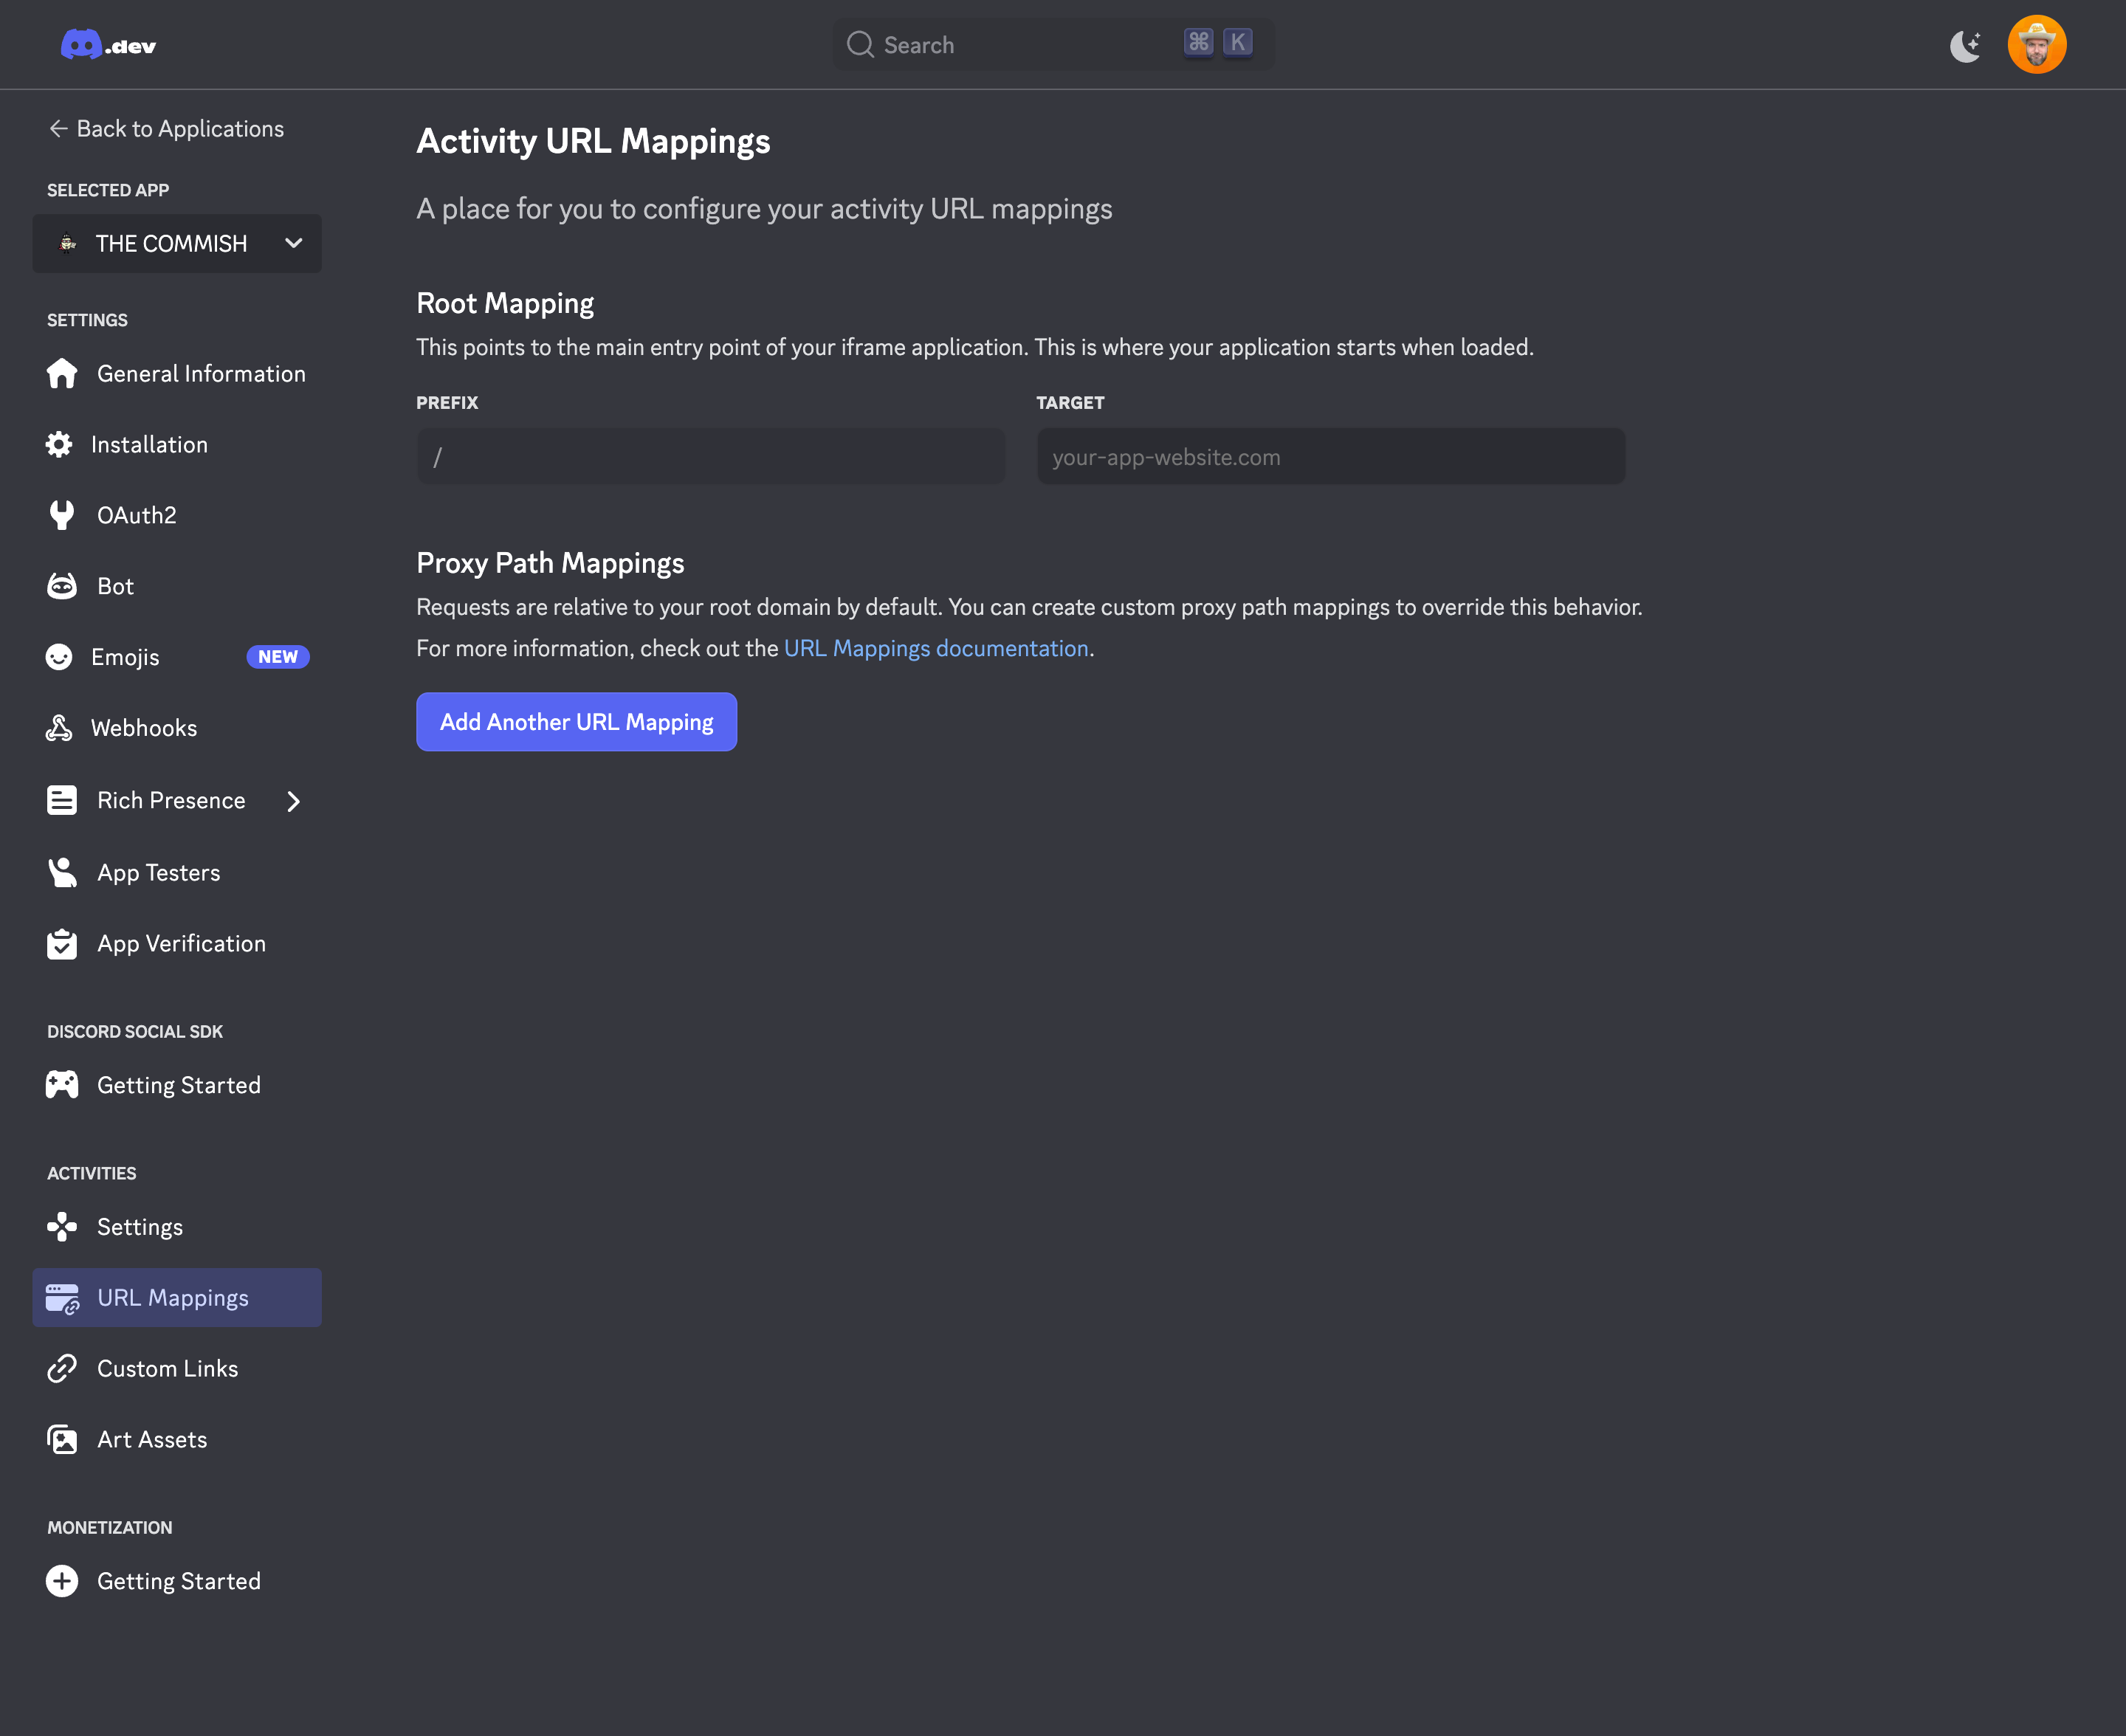 .dev
Search
⌘ K
Back to Applications
SELECTED APP
THE COMMISH
SETTINGS
General Information
Installation
OAuth2
Bot
Emojis
NEW
Webhooks
Rich Presence
App Testers
App Verification
DISCORD SOCIAL SDK
Getting Started
ACTIVITIES
Settings
URL Mappings
Custom Links
Art Assets
MONETIZATION
Getting Started
Activity URL Mappings
A place for you to configure your activity URL mappings
Root Mapping
This points to the main entry point of your iframe application. This is where your application starts when loaded.
PREFIX
/
TARGET
your-app-website.com
Proxy Path Mappings
Requests are relative to your root domain by default. You can create custom proxy path mappings to override this behavior.
For more information, check out the URL Mappings documentation.
Add Another URL Mapping